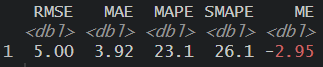 RMSE MAE MAPE SMAPE ME
<dbl> <dbl> <dbl> <dbl> <dbl>
1 5.00 3.92 23.1 26.1 -2.95